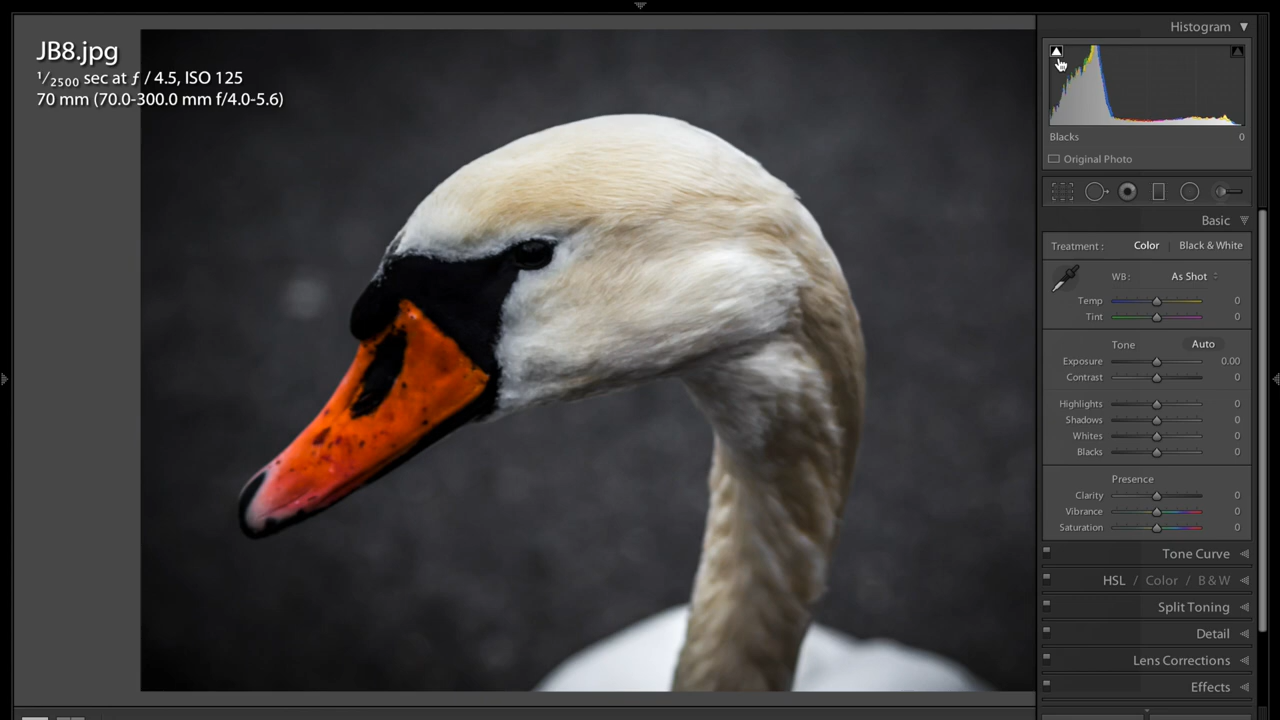 JB8.jpg
1/2500 sec at ƒ / 4.5, ISO 125
70 mm (70.0-300.0 mm f/4.0-5.6)
Histogram
Blacks 0
Original Photo
Basic
Treatment : Color Black & White
WB: As Shot
Temp 0
Tint 0
Tone Auto
Exposure 0.00
Contrast 0
Highlights 0
Shadows 0
Whites 0
Blacks 0
Presence
Clarity 0
Vibrance 0
Saturation 0
Tone Curve
HSL / Color / B & W
Split Toning
Detail
Lens Corrections
Effects